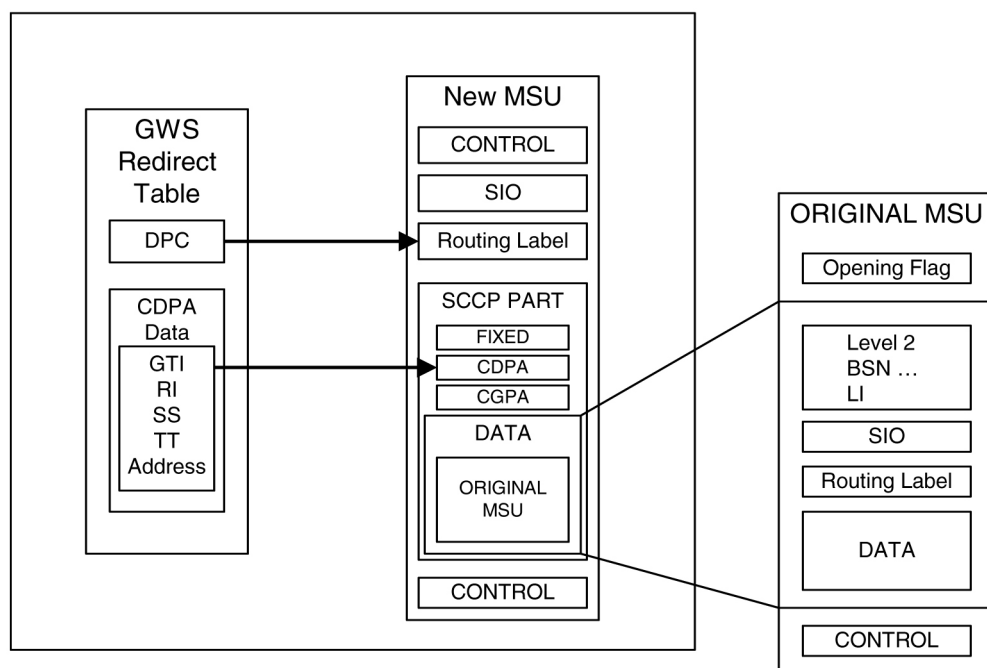 GWS
Redirect
Table
DPC
CDPA
Data
GTI
RI
SS
TT
Address
New MSU
CONTROL
SIO
Routing Label
SCCP PART
FIXED
CDPA
CGPA
DATA
ORIGINAL
MSU
CONTROL
ORIGINAL MSU
Opening Flag
Level 2
BSN ...
LI
SIO
Routing Label
DATA
CONTROL